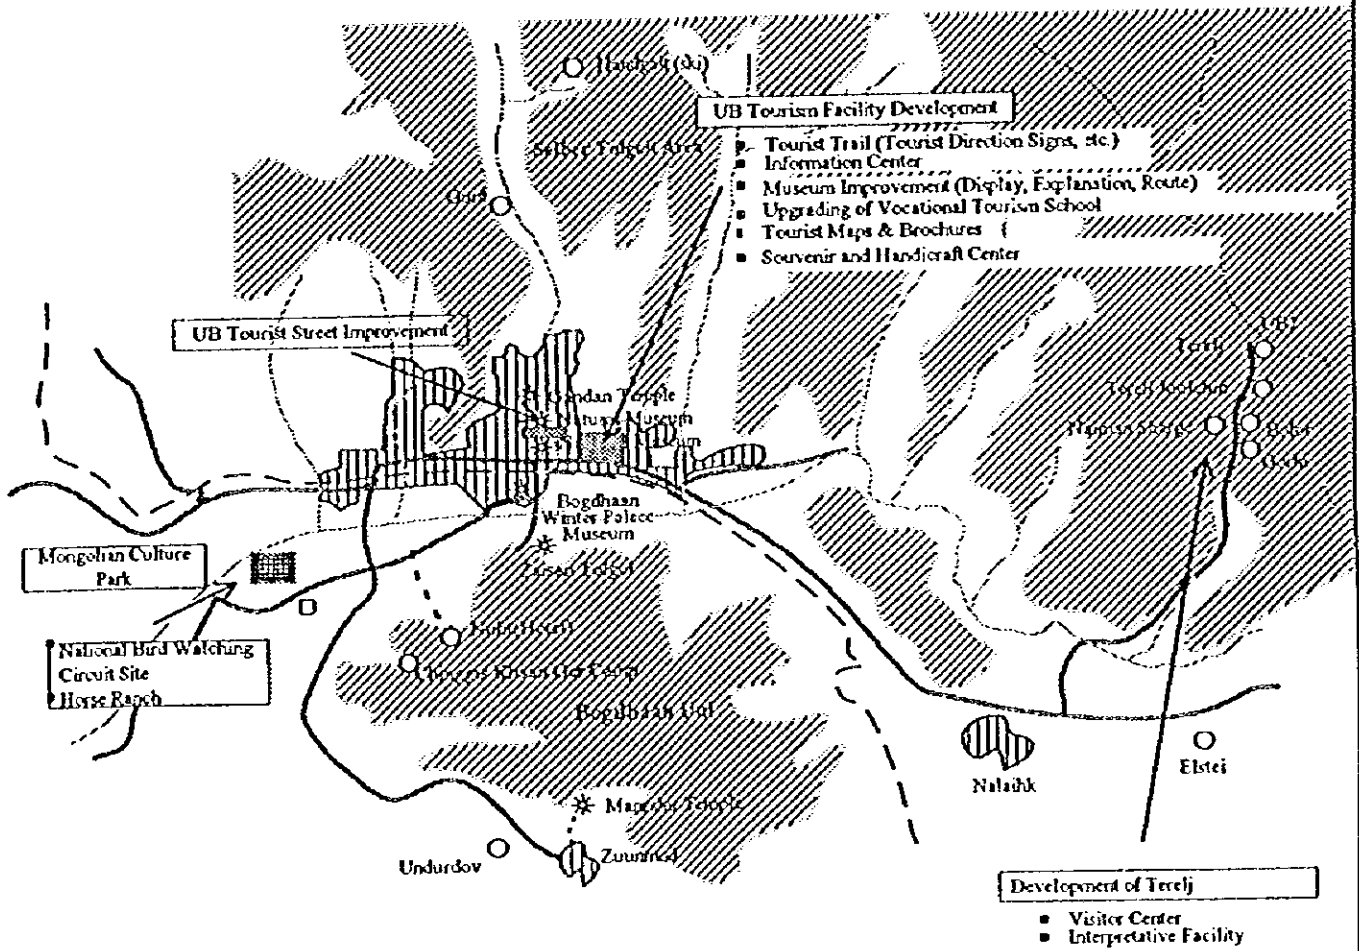 (ski)
UB Tourism Facility Development
Tourist Trail (Tourist Direction Signs, etc.)
Information Center
Museum Improvement (Display, Explanation, Route)
Upgrading of Vocational Tourism School
Tourist Maps & Brochures
Souvenir and Handicraft Center
UB Tourist Street Improvement
Gandan Temple
Natural Museum
Bogdhaan
Winter Palace
Museum
Mongolian Culture
Park
National Bird Watching
Circuit Site
Horse Ranch
Terelj
Bogdhaan Uul
Nalaihk
Elstei
Temple
Undurdov
Zuunmod
Development of Terelj
Visitor Center
Interpretative Facility